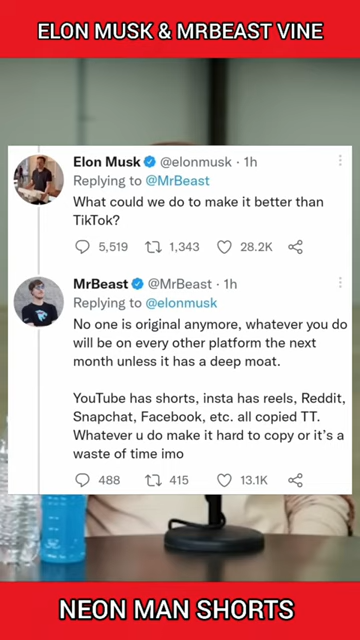 ELON MUSK & MRBEAST VINE
Elon Musk @elonmusk · 1h
Replying to @MrBeast
What could we do to make it better than
TikTok?
5,519 1,343 28.2K
MrBeast @MrBeast · 1h
Replying to @elonmusk
No one is original anymore, whatever you do
will be on every other platform the next
month unless it has a deep moat.
YouTube has shorts, insta has reels, Reddit,
Snapchat, Facebook, etc. all copied TT.
Whatever u do make it hard to copy or it's a
waste of time imo
488 415 13.1K
NEON MAN SHORTS